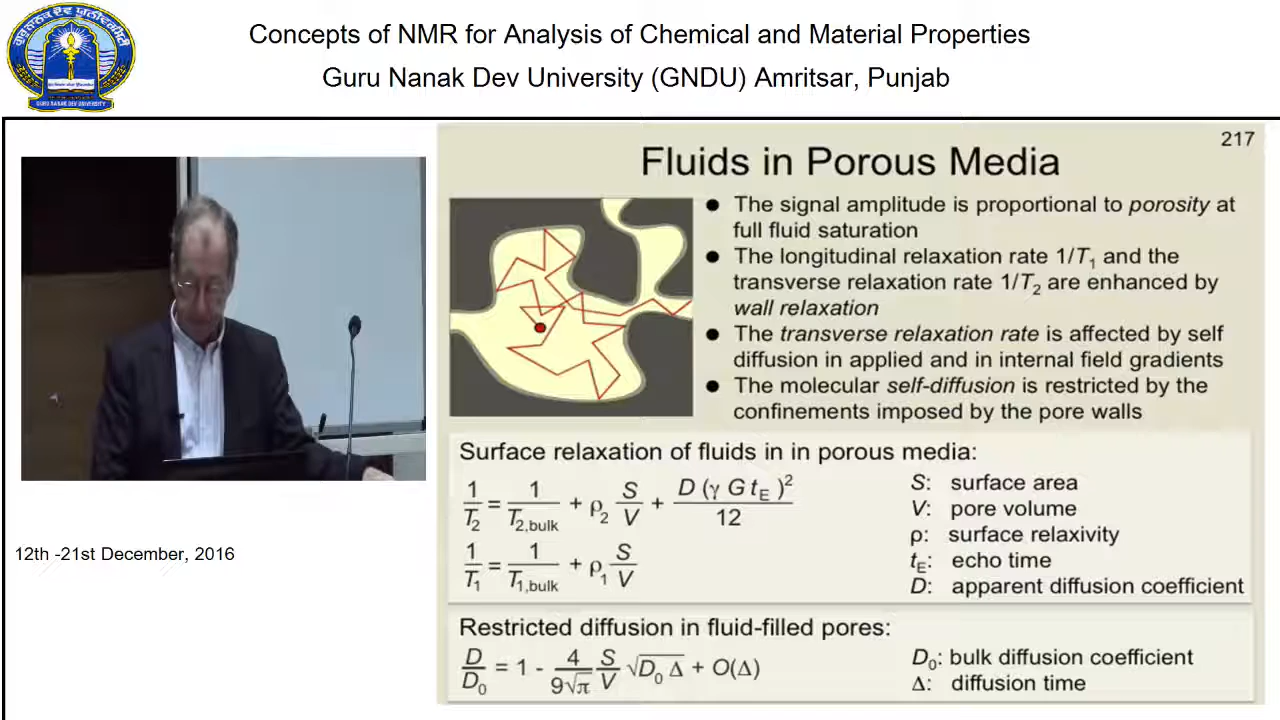 Concepts of NMR for Analysis of Chemical and Material Properties
Guru Nanak Dev University (GNDU) Amritsar, Punjab
GURU NANAK DEV UNIVERSITY
12th -21st December, 2016
217
Fluids in Porous Media
● The signal amplitude is proportional to porosity at
full fluid saturation
● The longitudinal relaxation rate 1/T₁ and the
transverse relaxation rate 1/T₂ are enhanced by
wall relaxation
● The transverse relaxation rate is affected by self
diffusion in applied and in internal field gradients
● The molecular self-diffusion is restricted by the
confinements imposed by the pore walls
Surface relaxation of fluids in in porous media:
1/T₂ = 1/T₂,bulk + ρ₂ S/V + D (γ G tE )²/12
1/T₁ = 1/T₁,bulk + ρ₁ S/V
S: surface area
V: pore volume
ρ: surface relaxivity
tE: echo time
D: apparent diffusion coefficient
Restricted diffusion in fluid-filled pores:
D/D₀ = 1 - 4/9√π S/V √D₀ Δ + O(Δ)
D₀: bulk diffusion coefficient
Δ: diffusion time